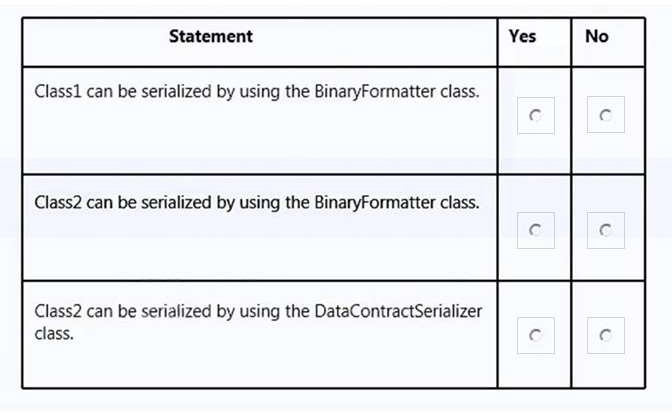 Statement Yes No
Class1 can be serialized by using the BinaryFormatter class.
Class2 can be serialized by using the BinaryFormatter class.
Class2 can be serialized by using the DataContractSerializer
class.